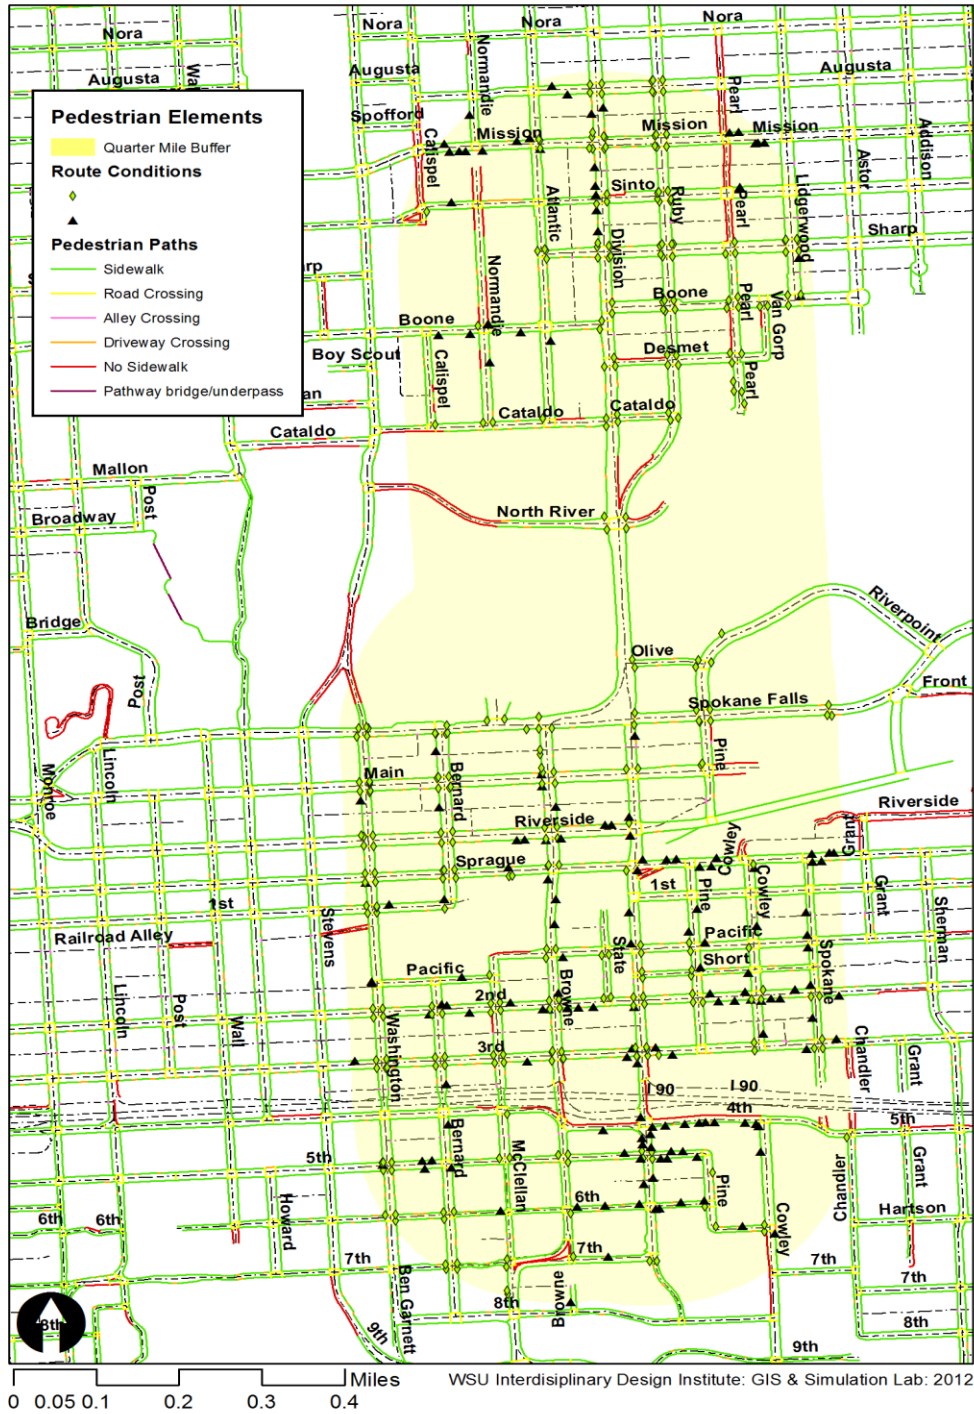 Nora
Nora
Nora
Nora
Augusta
Wa
Augusta
Normandie
Pearl
Augusta
Pedestrian Elements
Quarter Mile Buffer
Route Conditions
Pedestrian Paths
Sidewalk
Road Crossing
Alley Crossing
Driveway Crossing
No Sidewalk
Pathway bridge/underpass
Spofford
Calispel
Mission
Mission
Mission
Addison
Astor
Sinto
Atlantic
Ruby
Pearl
Lidgerwood
Division
Sharp
arp
Normandie
Boone
Pearl
Van Gorp
Boone
Boy Scout
Calispel
Desmet
Pearl
an
Cataldo
Cataldo
Cataldo
Mallon
Post
Broadway
North River
Bridge
Riverpoint
Olive
Post
Front
Spokane Falls
Lincoln
Pine
Monroe
Main
Bernard
Riverside
Riverside
Grant
Cowley
Sprague
1st
1st
Pine
Cowley
Grant
Sherman
Stevens
Railroad Alley
Pacific
State
Spokane
Pacific
Short
Lincoln
Post
Wall
2nd
Browne
Washington
3rd
Chandler
Grant
I 90
I 90
4th
5th
5th
Bernard
McClellan
Pine
Chandler
Grant
Howard
6th
6th
6th
Cowley
Hartson
7th
7th
7th
7th
Ben Garnett
Browne
8th
8th
8th
9th
9th
0 0.05 0.1 0.2 0.3 0.4
Miles
WSU Interdisiplinary Design Institute: GIS & Simulation Lab: 2012